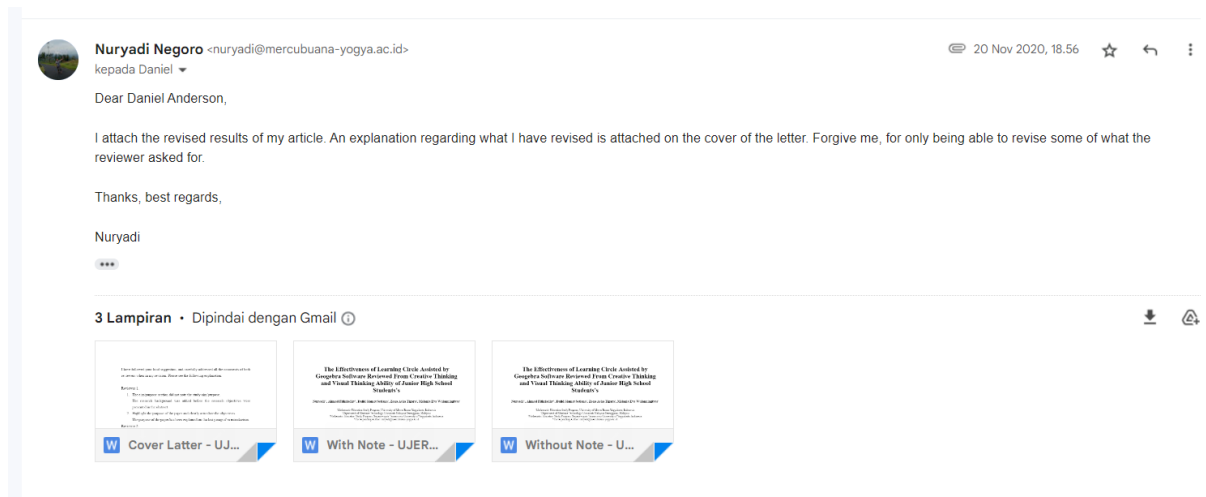 Nuryadi Negoro <nuryadi@mercubuana-yogya.ac.id>
20 Nov 2020, 18.56
kepada Daniel
Dear Daniel Anderson,
I attach the revised results of my article. An explanation regarding what I have revised is attached on the cover of the letter. Forgive me, for only being able to revise some of what the
reviewer asked for.
Thanks, best regards,
Nuryadi
3 Lampiran • Dipindai dengan Gmail
The Effectiveness of Learning Circle Assisted by
Geogebra Software Reviewed From Creative Thinking
and Visual Thinking Ability of Junior High School
Students's
The Effectiveness of Learning Circle Assisted by
Geogebra Software Reviewed From Creative Thinking
and Visual Thinking Ability of Junior High School
Students's
W Cover Latter - UJ...
W With Note - UJER...
W Without Note - U...